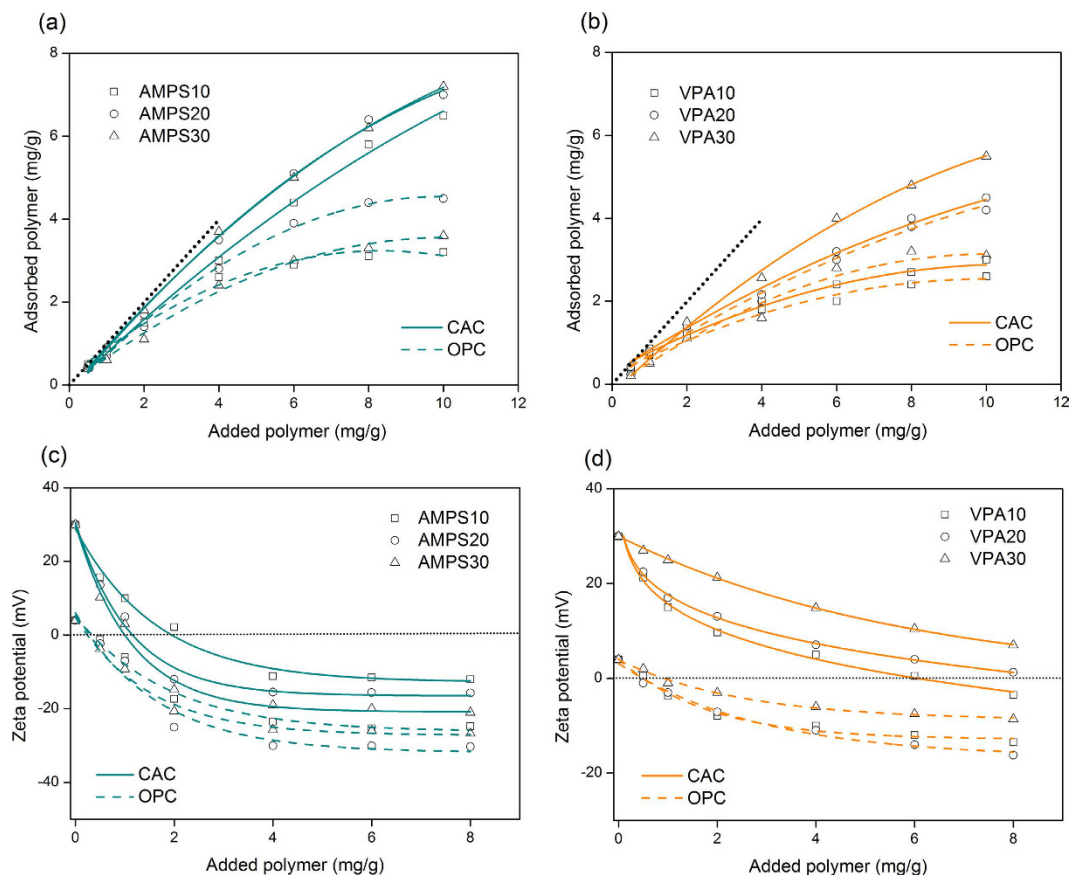 (a)
8
6
4
2
0
Adsorbed polymer (mg/g)
AMPS10
AMPS20
AMPS30
CAC
OPC
0 2 4 6 8 10 12
Added polymer (mg/g)
(b)
8
6
4
2
0
Adsorbed polymer (mg/g)
VPA10
VPA20
VPA30
CAC
OPC
0 2 4 6 8 10 12
Added polymer (mg/g)
(c)
40
20
0
-20
-40
Zeta potential (mV)
AMPS10
AMPS20
AMPS30
CAC
OPC
0 2 4 6 8
Added polymer (mg/g)
(d)
40
20
0
-20
Zeta potential (mV)
VPA10
VPA20
VPA30
CAC
OPC
0 2 4 6 8
Added polymer (mg/g)